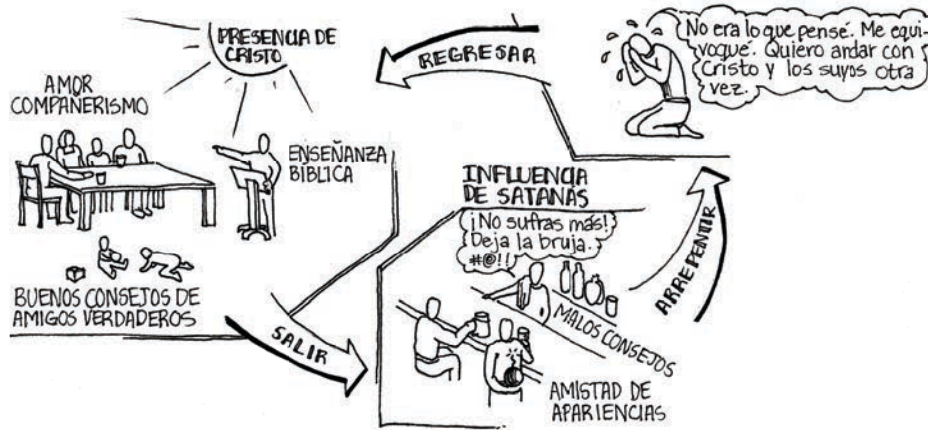 PRESENCIA DE
CRISTO
AMOR
COMPAÑERISMO
ENSEÑANZA
BÍBLICA
BUENOS CONSEJOS DE
AMIGOS VERDADEROS
SALIR
INFLUENCIA
DE SATANÁS
¡No sufras más!
Deja la bruja.
#@!!
MALOS CONSEJOS
AMISTAD DE
APARIENCIAS
ARREPENTIR
No era lo que pensé. Me equi-
voqué. Quiero andar con
Cristo y los suyos otra
vez.
REGRESAR